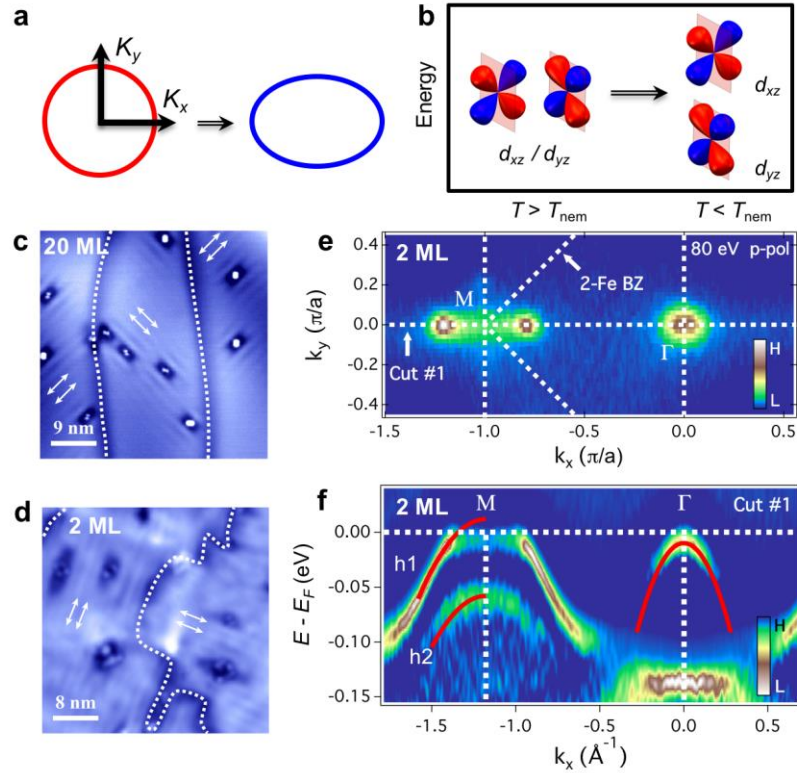 a
K_y
K_x
b
Energy
d_xz / d_yz
d_xz
d_yz
T > T_nem
T < T_nem
c
20 ML
9 nm
d
2 ML
8 nm
e
2 ML
80 eV p-pol
M
2-Fe BZ
Γ
Cut #1
H
L
k_y (π/a)
0.4
0.2
0.0
-0.2
-0.4
-1.5
-1.0
-0.5
0.0
0.5
k_x (π/a)
f
2 ML
M
Γ
Cut #1
h1
h2
H
L
E - E_F (eV)
0.00
-0.05
-0.10
-0.15
-1.5
-1.0
-0.5
0.0
0.5
k_x (Å⁻¹)